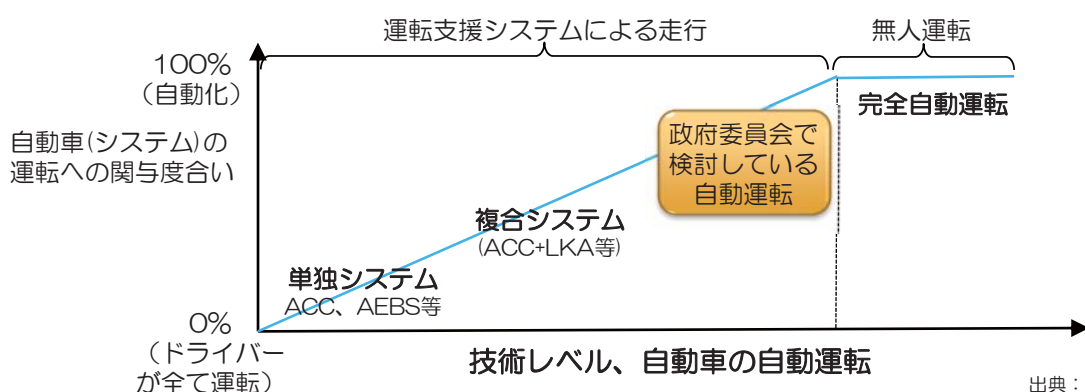 運転支援システムによる走行
無人運転
100%
（自動化）
完全自動運転
自動車(システム)の
運転への関与度合い
政府委員会で
検討している
自動運転
複合システム
(ACC+LKA等)
単独システム
ACC、AEBS等
0%
（ドライバー
が全て運転）
技術レベル、自動車の自動運転
出典：